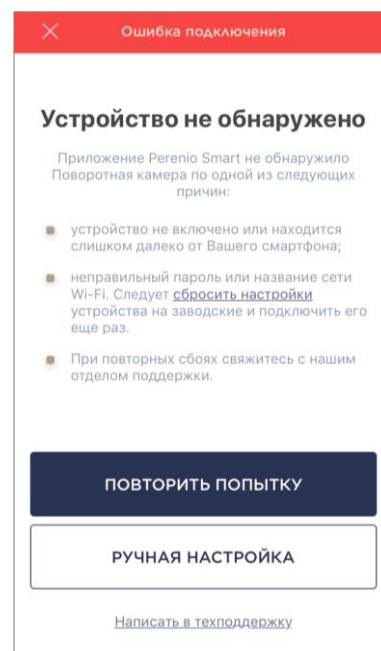 Ошибка подключения
Устройство не обнаружено
Приложение Perenio Smart не обнаружило
Поворотная камера по одной из следующих
причин:
устройство не включено или находится
слишком далеко от Вашего смартфона;
неправильный пароль или название сети
Wi-Fi. Следует сбросить настройки
устройства на заводские и подключить его
еще раз.
При повторных сбоях свяжитесь с нашим
отделом поддержки.
ПОВТОРИТЬ ПОПЫТКУ
РУЧНАЯ НАСТРОЙКА
Написать в техподдержку